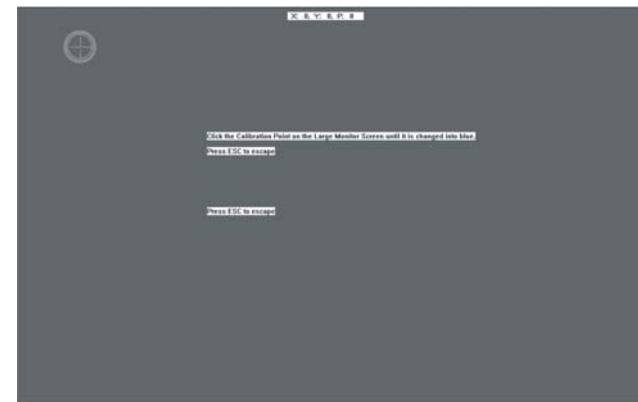 X: 0, Y: 0, P: 0
Click the Calibration Point on the Large Monitor Screen until it is changed into blue.
Press ESC to escape
Press ESC to escape